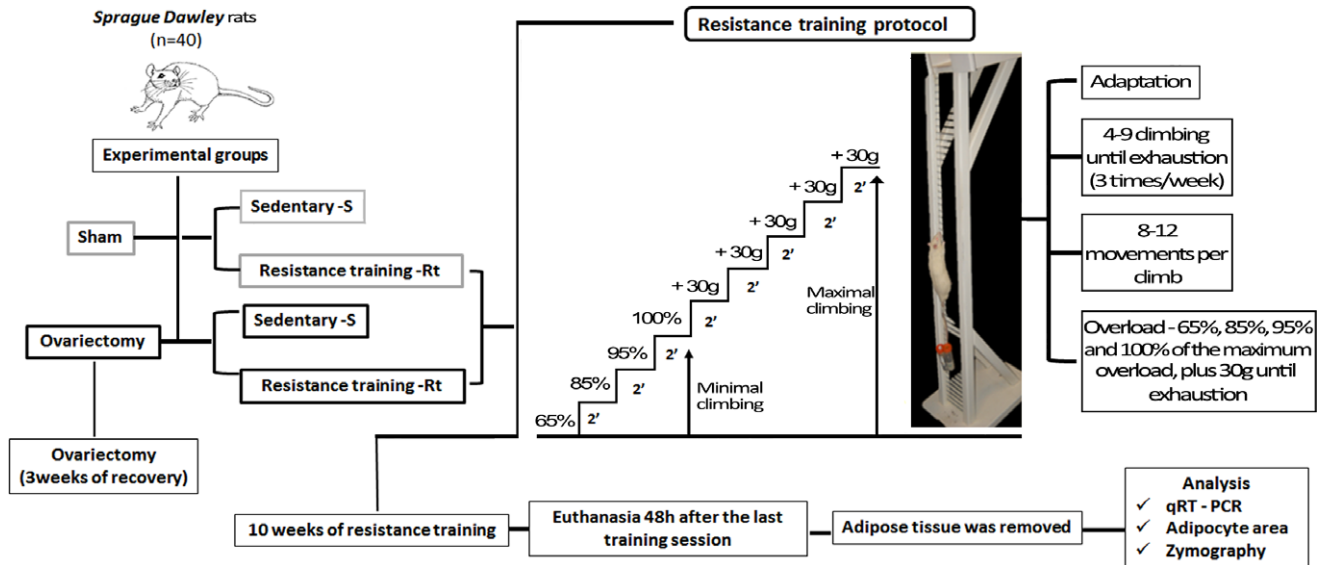 Sprague Dawley rats
(n=40)
Experimental groups
Sham
Sedentary -S
Resistance training -Rt
Ovariectomy
Sedentary -S
Resistance training -Rt
Ovariectomy
(3weeks of recovery)
Resistance training protocol
65%
2'
85%
2'
95%
2'
100%
2'
+ 30g
2'
+ 30g
2'
+ 30g
2'
+ 30g
2'
+ 30g
Minimal
climbing
Maximal
climbing
Adaptation
4-9 climbing
until exhaustion
(3 times/week)
8-12
movements per
climb
Overload - 65%, 85%, 95%
and 100% of the maximum
overload, plus 30g until
exhaustion
10 weeks of resistance training
Euthanasia 48h after the last
training session
Adipose tissue was removed
Analysis
✓ qRT - PCR
✓ Adipocyte area
✓ Zymography